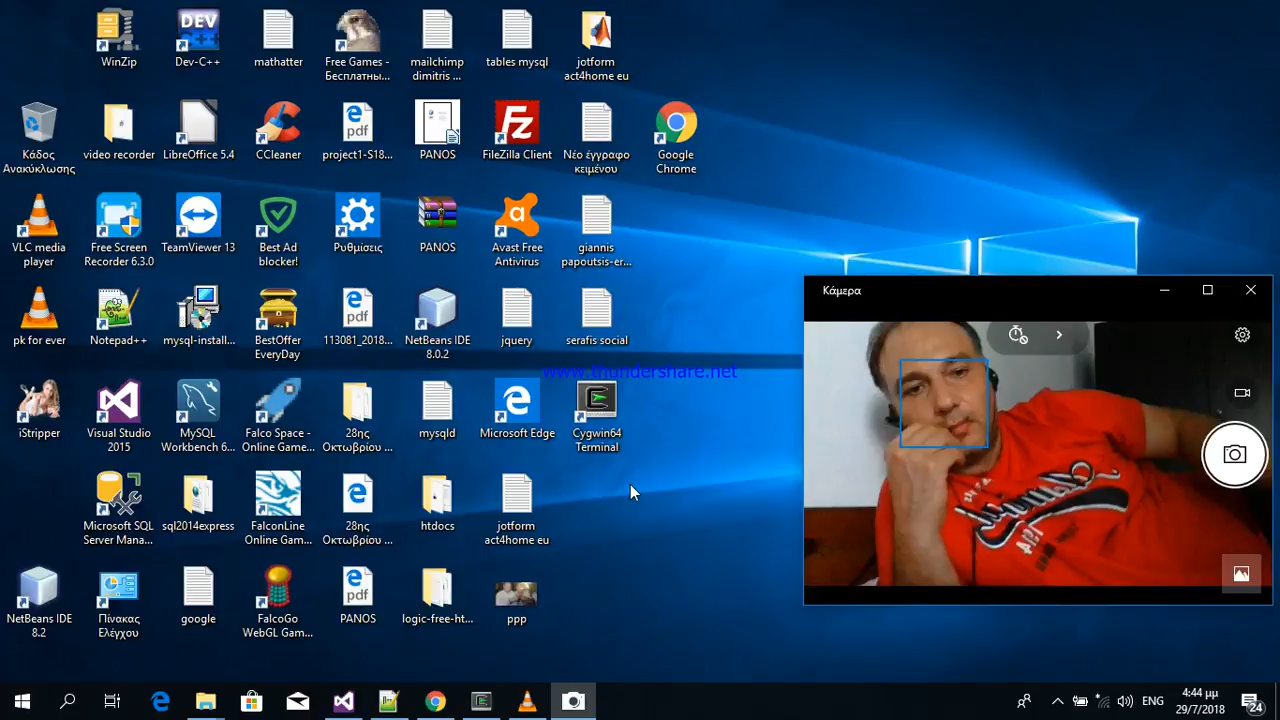 WinZip
DEV
Dev-C++
mathatter
Free Games -
Бесплатны...
mailchimp
dimitris ...
tables mysql
jotform
act4home eu
Κάδος
Ανακύκλωσης
video recorder
LibreOffice 5.4
CCleaner
pdf
project1-S18...
PANOS
Fz
FileZilla Client
Νέο έγγραφο
κειμένου
Google
Chrome
VLC media
player
Free Screen
Recorder 6.3.0
TeamViewer 13
Best Ad
blocker!
Ρυθμίσεις
PANOS
Avast Free
Antivirus
giannis
papoutsis-er...
Κάμερα
pk for ever
Notepad++
mysql-install...
BestOffer
EveryDay
pdf
113081_2018...
NetBeans IDE
8.0.2
jquery
serafis social
www.thundershare.net
iStripper
Visual Studio
2015
MySQL
Workbench 6...
Falco Space -
Online Game...
28ης
Οκτωβρίου ...
mysqld
Microsoft Edge
Cygwin64
Terminal
Microsoft SQL
Server Mana...
sql2014express
FalconLine
Online Gam...
28ης
Οκτωβρίου ...
htdocs
jotform
act4home eu
NetBeans IDE
8.2
Πίνακας
Ελέγχου
google
FalcoGo
WebGL Gam...
pdf
PANOS
logic-free-ht...
ppp
ENG
:44 μμ
29/7/2018
24